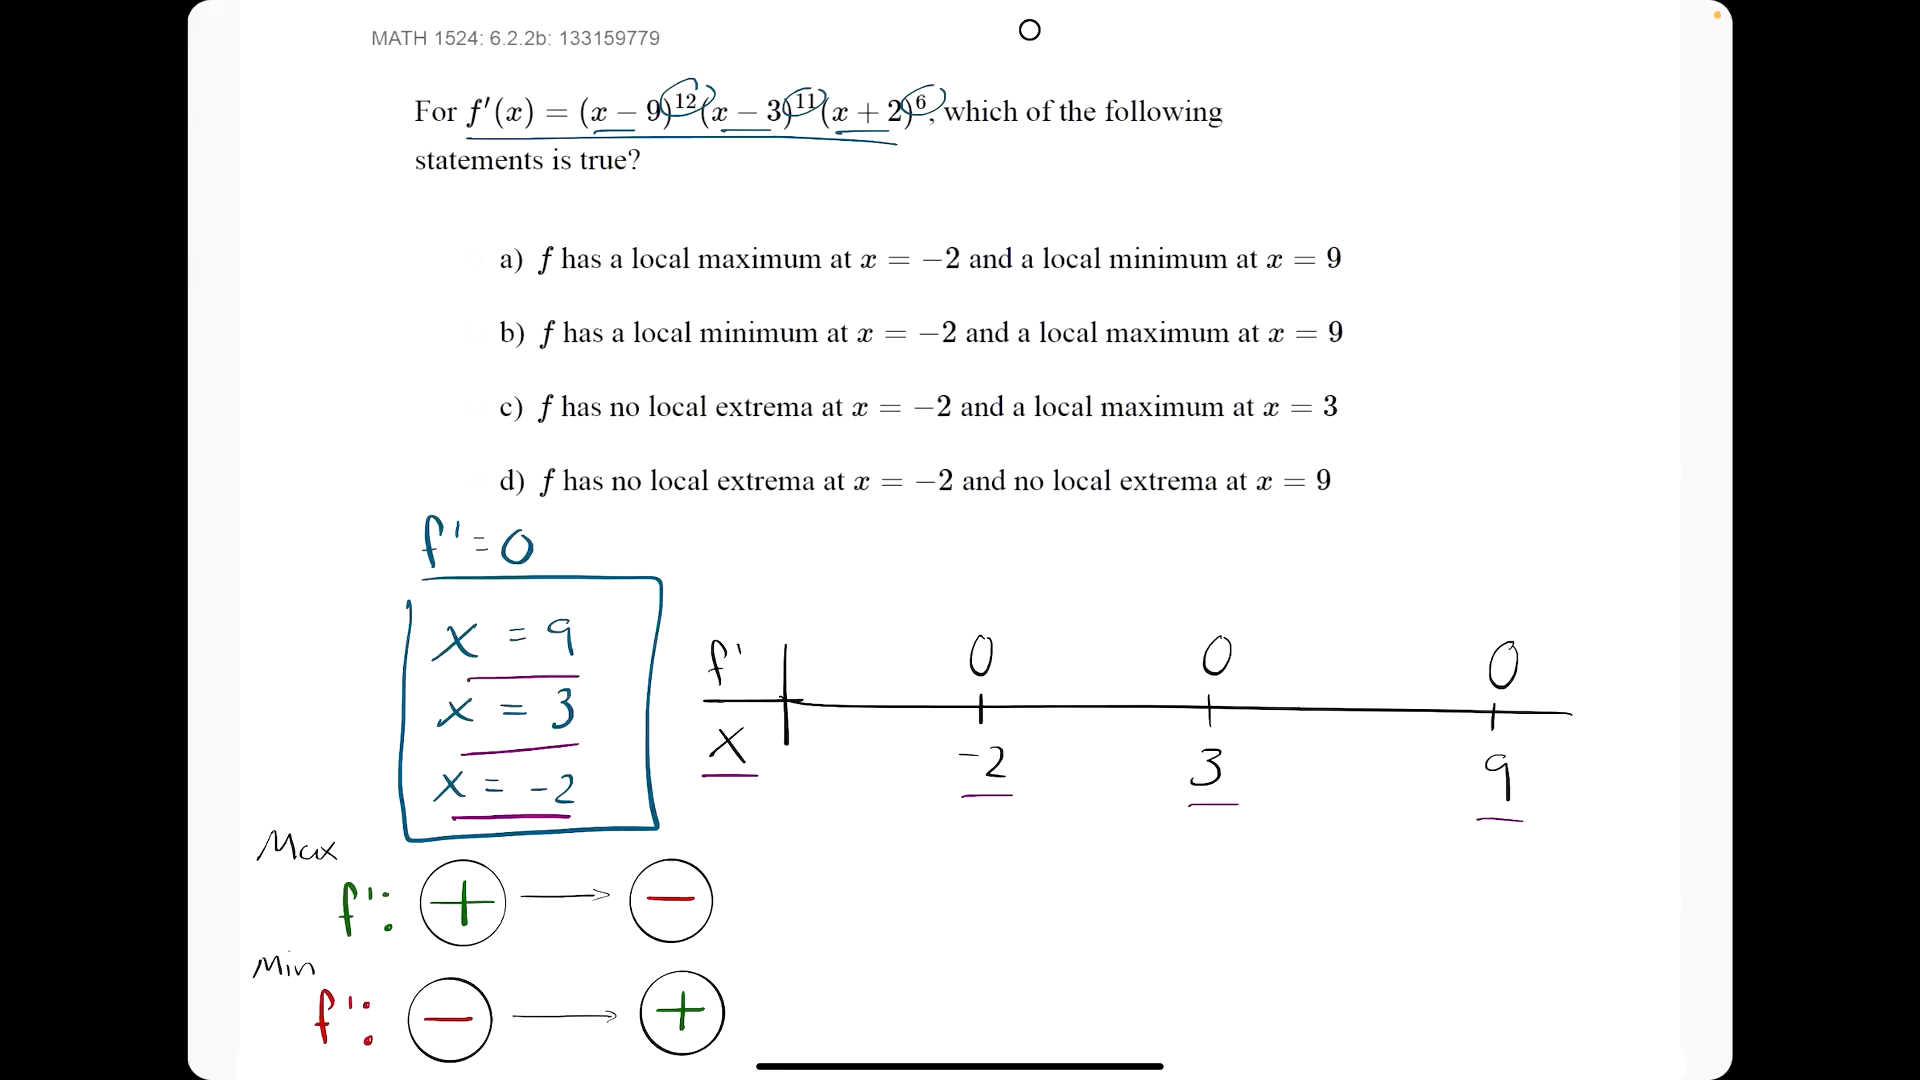 MATH 1524: 6.2.2b: 133159779
For f′(x) = (x − 9)¹²(x − 3)¹¹(x + 2)⁶, which of the following
statements is true?
a) f has a local maximum at x = −2 and a local minimum at x = 9
b) f has a local minimum at x = −2 and a local maximum at x = 9
c) f has no local extrema at x = −2 and a local maximum at x = 3
d) f has no local extrema at x = −2 and no local extrema at x = 9
f' = 0
x = 9
x = 3
x = -2
f' 0 0 0
x -2 3 9
Max
f': + → −
Min
f': − → +